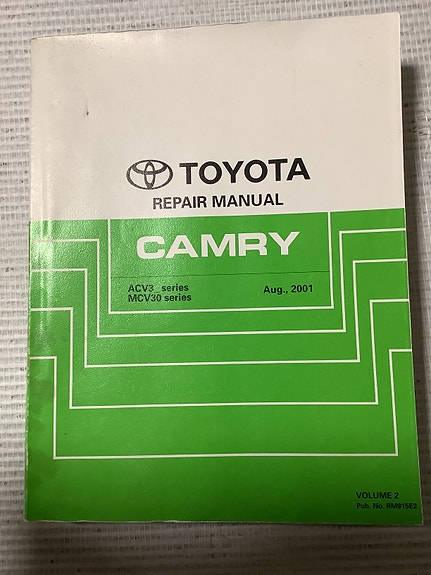 TOYOTA
REPAIR MANUAL
CAMRY
ACV3_ series Aug., 2001
MCV30 series
VOLUME 2
Pub. No. RM915E2